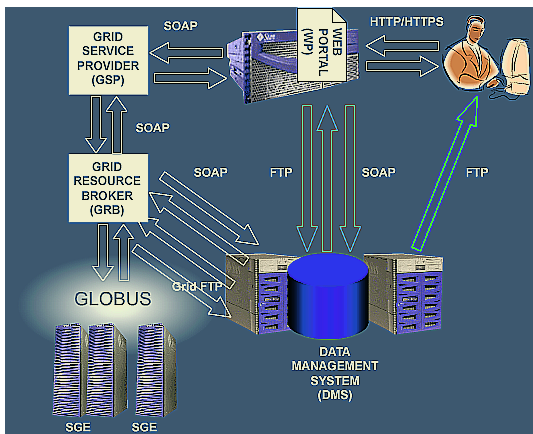 GRID
SERVICE
PROVIDER
(GSP)
SOAP
WEB
PORTAL
(WP)
HTTP/HTTPS
SOAP
GRID
RESOURCE
BROKER
(GRB)
SOAP
FTP
SOAP
FTP
GLOBUS
Grid FTP
SGE
SGE
DATA
MANAGEMENT
SYSTEM
(DMS)